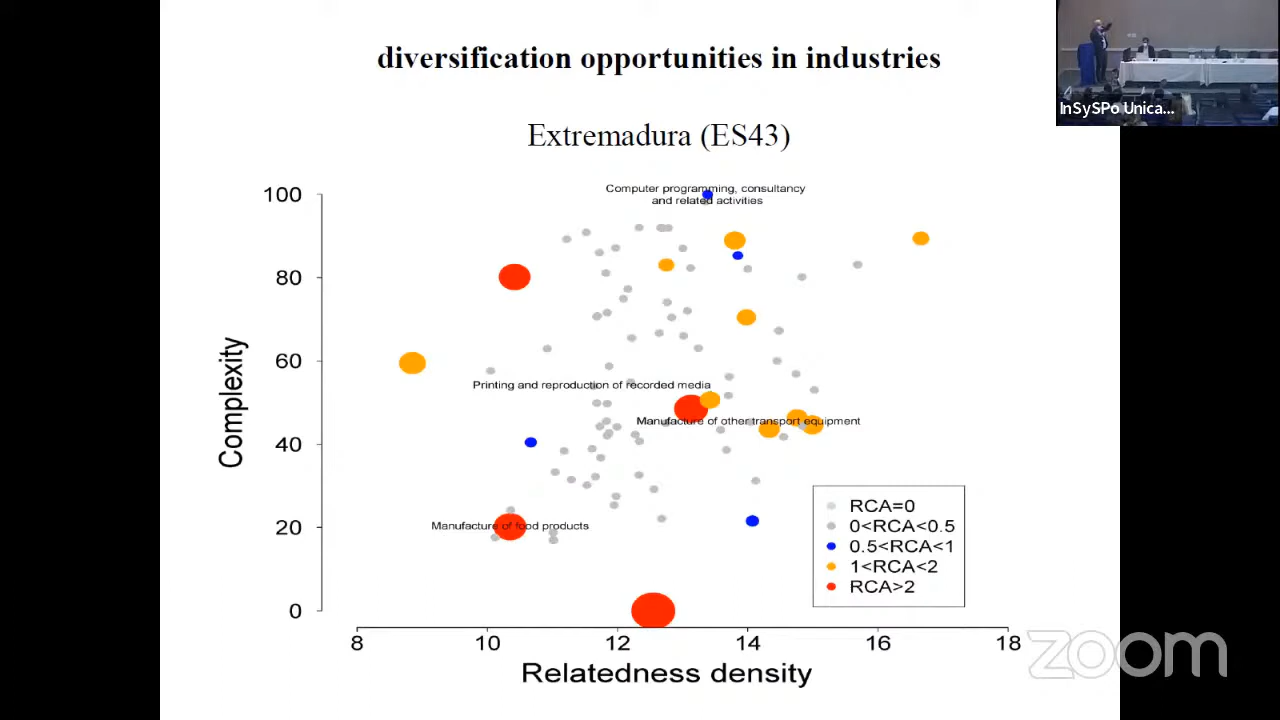 diversification opportunities in industries
InSySPo Unica...
Extremadura (ES43)
Computer programming, consultancy
and related activities
Printing and reproduction of recorded media
Manufacture of other transport equipment
Manufacture of food products
Complexity
100
80
60
40
20
0
RCA=0
0<RCA<0.5
0.5<RCA<1
1<RCA<2
RCA>2
8 10 12 14 16 18
Relatedness density
zoom